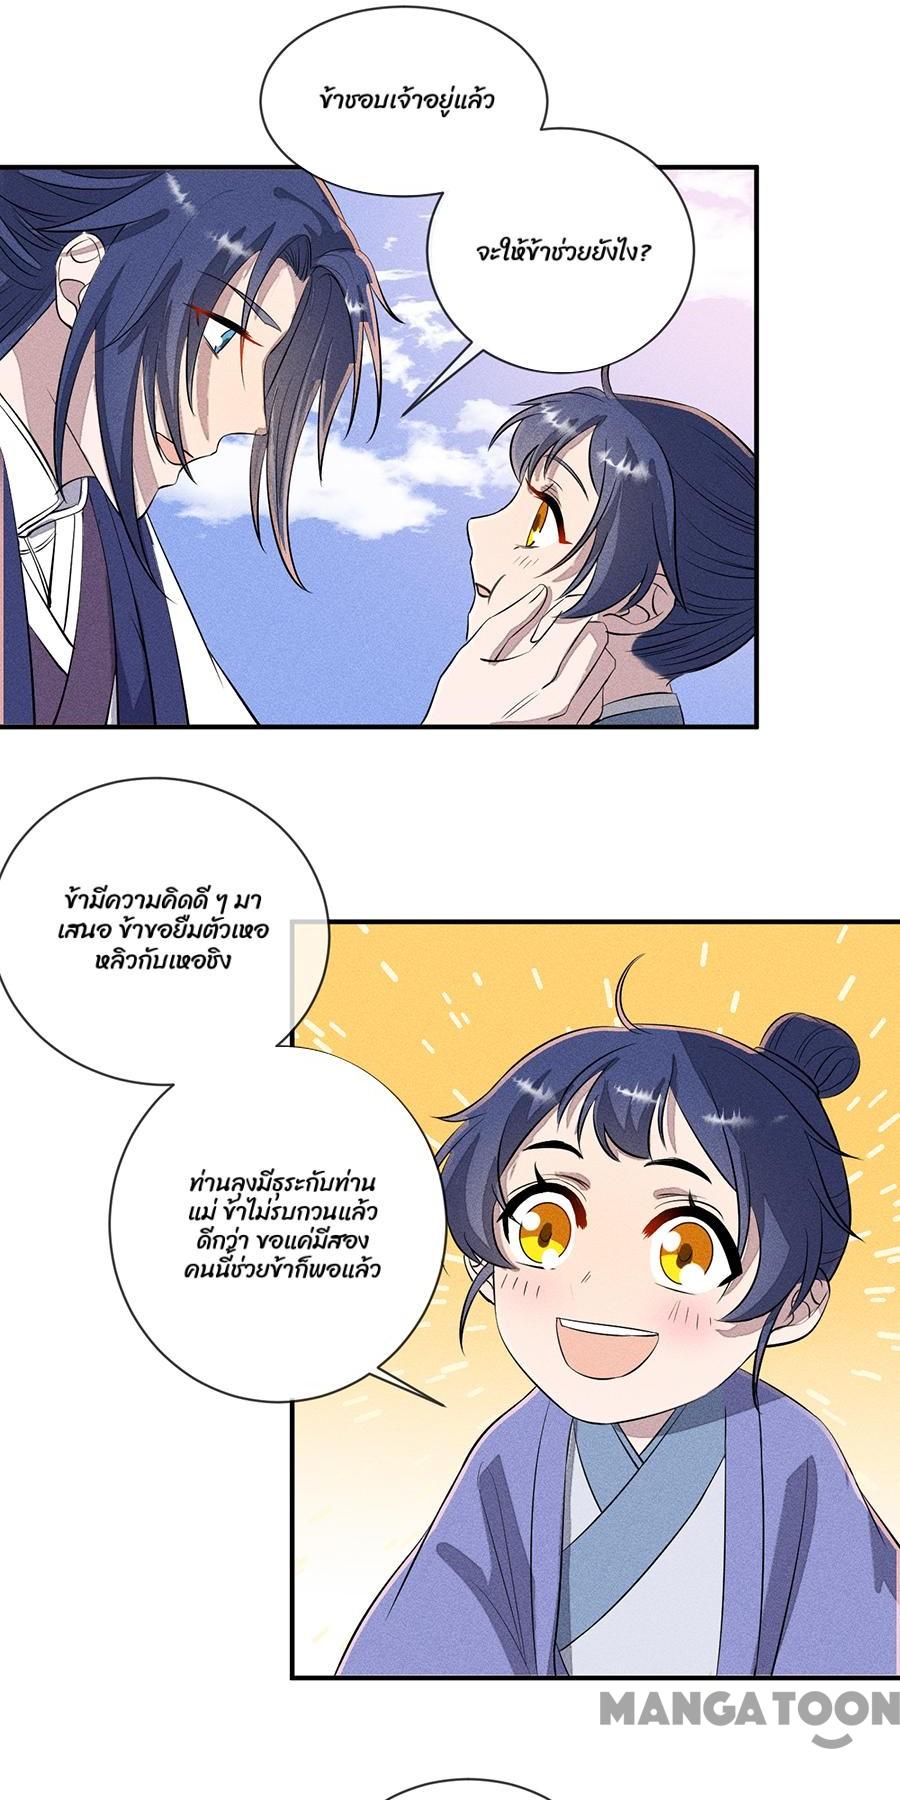 ข้าชอบเจ้าอยู่แล้ว
จะให้ข้าช่วยยังไง?
ข้ามีความคิดดี ๆ มา
เสนอ ข้าขอยืมตัวเหอ
หลิวกับเหอชิง
ท่านลุงมีธุระกับท่าน
แม่ ข้าไม่รบกวนแล้ว
ดีกว่า ขอแค่มีสอง
คนนี้ช่วยข้าก็พอแล้ว
MANGATOON